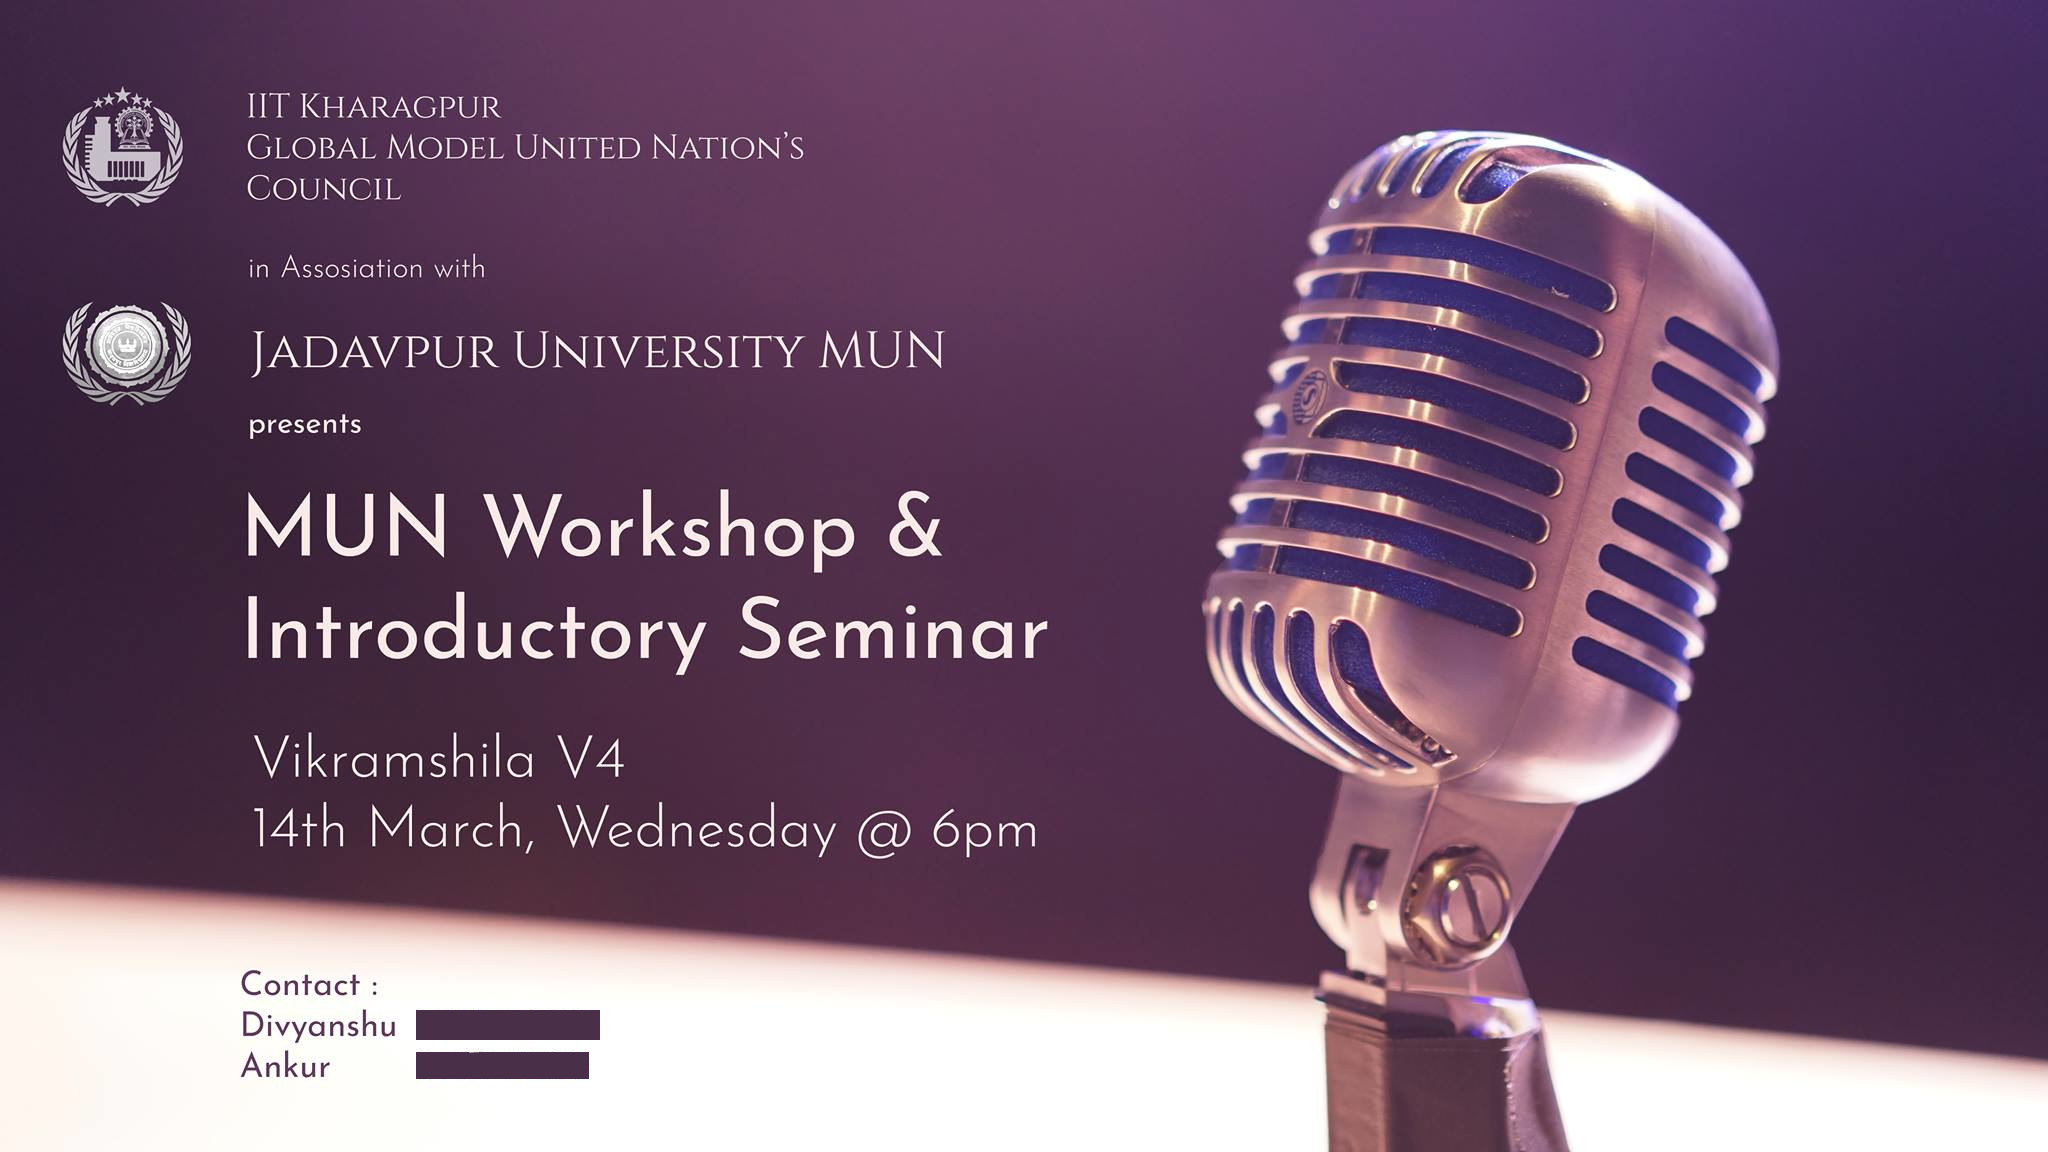 IIT Kharagpur
Global Model United Nation's
Council
in Assosiation with
Jadavpur University MUN
presents
MUN Workshop &
Introductory Seminar
Vikramshila V4
14th March, Wednesday @ 6pm
Contact :
Divyanshu
Ankur